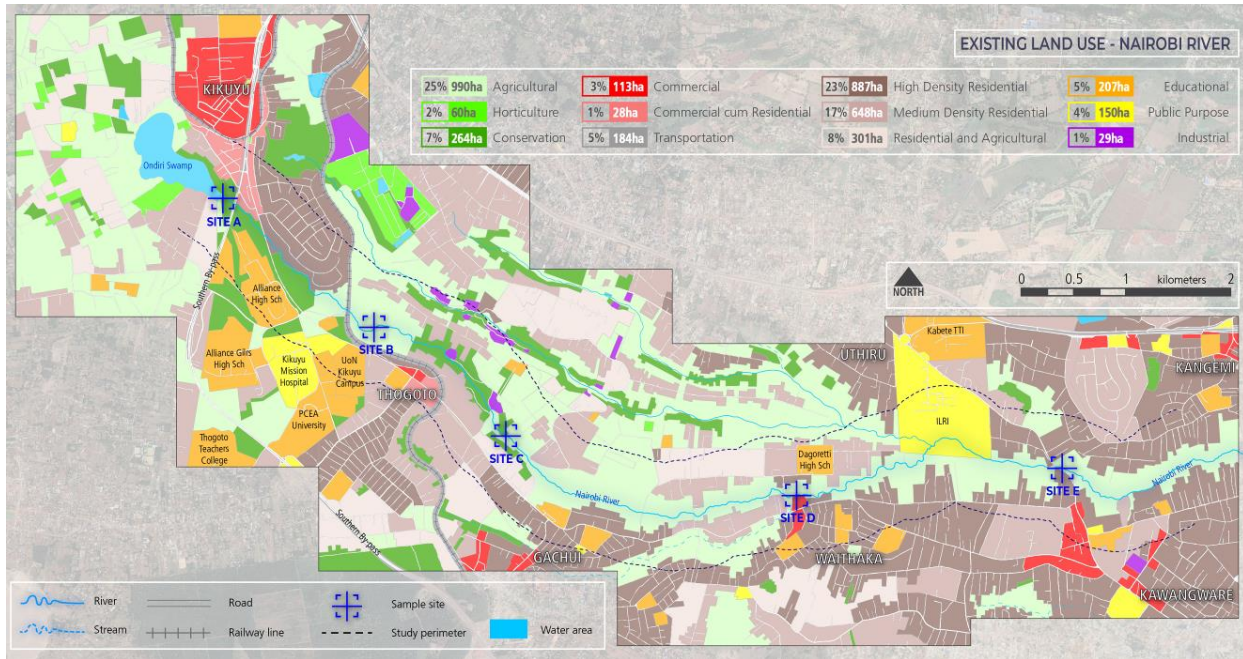 EXISTING LAND USE - NAIROBI RIVER
25% 990ha Agricultural 3% 113ha Commercial 23% 887ha High Density Residential 5% 207ha Educational
2% 60ha Horticulture 1% 28ha Commercial cum Residential 17% 648ha Medium Density Residential 4% 150ha Public Purpose
7% 264ha Conservation 5% 184ha Transportation 8% 301ha Residential and Agricultural 1% 29ha Industrial
KIKUYU
Ondiri Swamp
SITE A
Southern By-pass
Alliance
High Sch
NORTH
0 0.5 1 kilometers 2
SITE B
Alliance Gilrs
High Sch
Kikuyu
Mission
Hospital
UoN
Kikuyu
Campus
UTHIRU
Kabete TTI
KANGEMI
THOGOTO
PCEA
University
ILRI
Thogoto
Teachers
College
SITE C
Dagoretti
High Sch
SITE E
Nairobi River
Nairobi River
SITE D
Southern By-pass
GACHUI
WAITHAKA
KAWANGWARE
River Road Sample site
Stream Railway line Study perimeter Water area